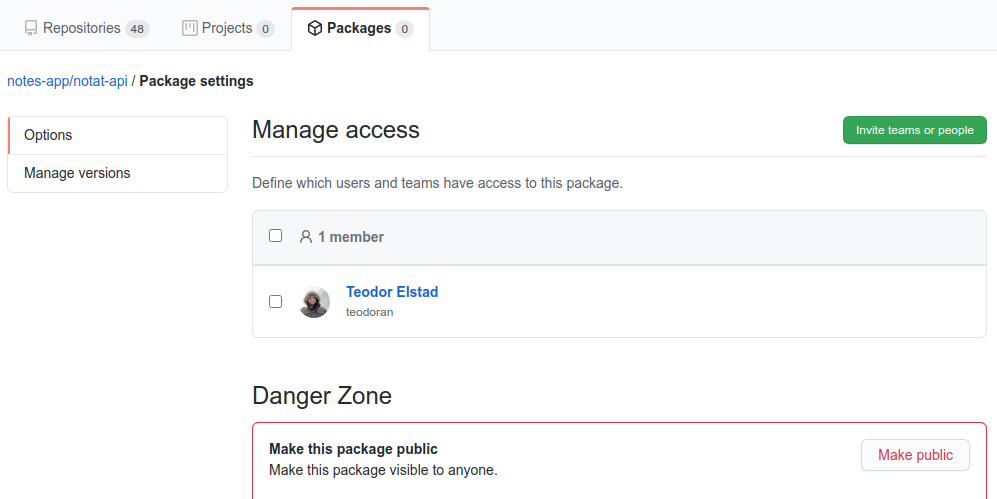 Repositories 48 Projects 0 Packages 0
notes-app/notat-api / Package settings
Options
Manage versions
Manage access
Invite teams or people
Define which users and teams have access to this package.
1 member
Teodor Elstad
teodoran
Danger Zone
Make this package public
Make this package visible to anyone.
Make public